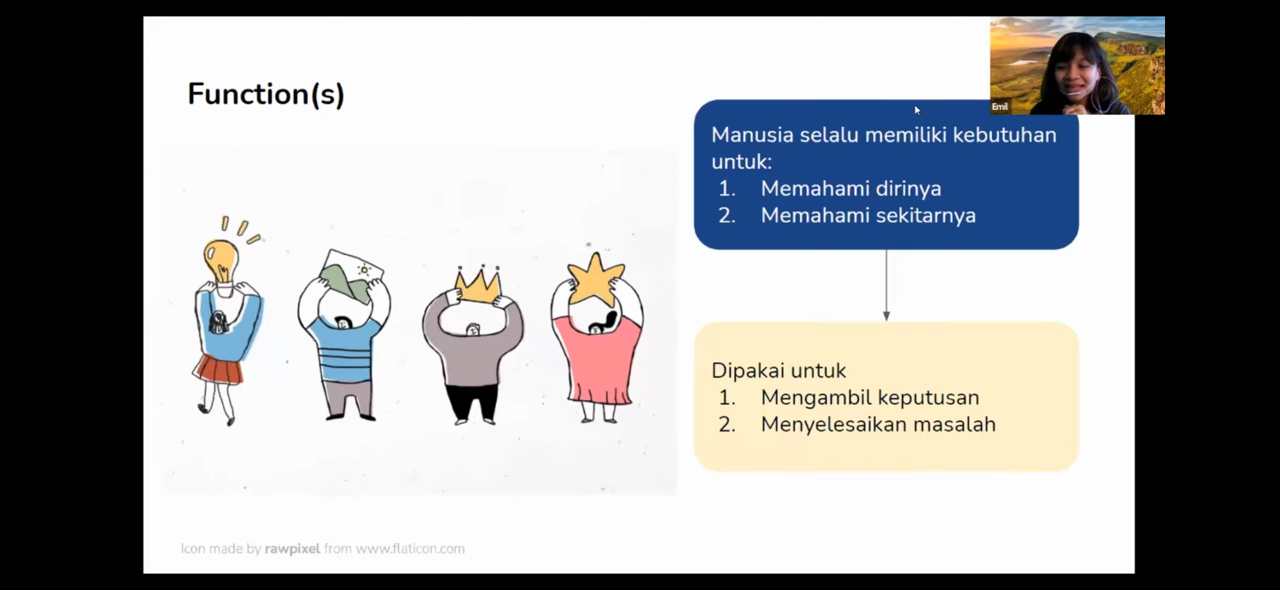 Function(s)
Emil
Manusia selalu memiliki kebutuhan
untuk:
1. Memahami dirinya
2. Memahami sekitarnya
Dipakai untuk
1. Mengambil keputusan
2. Menyelesaikan masalah
Icon made by rawpixel from www.flaticon.com